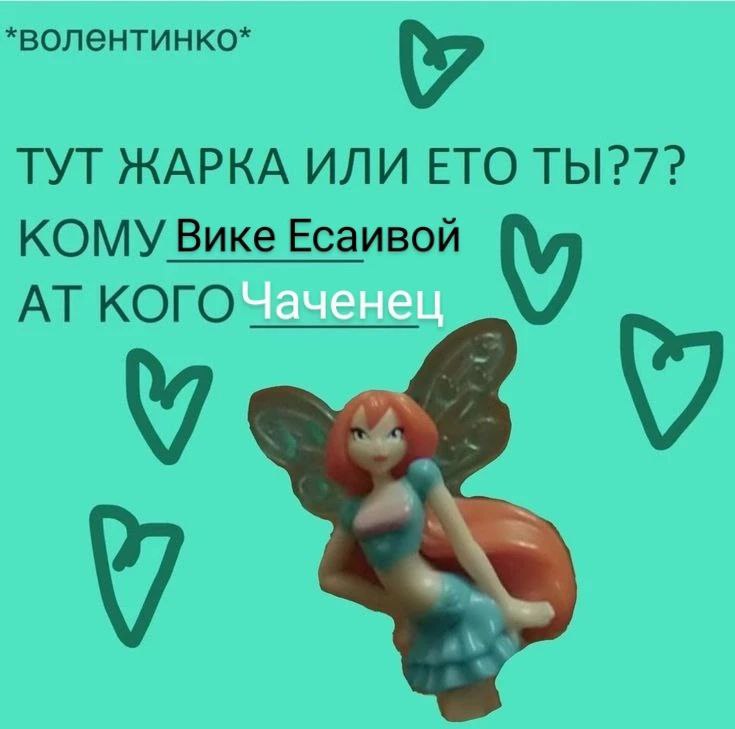 *волентинко*
ТУТ ЖАРКА ИЛИ ЕТО ТЫ?7?
КОМУ Вике Есаивой
АТ КОГО Чаченец